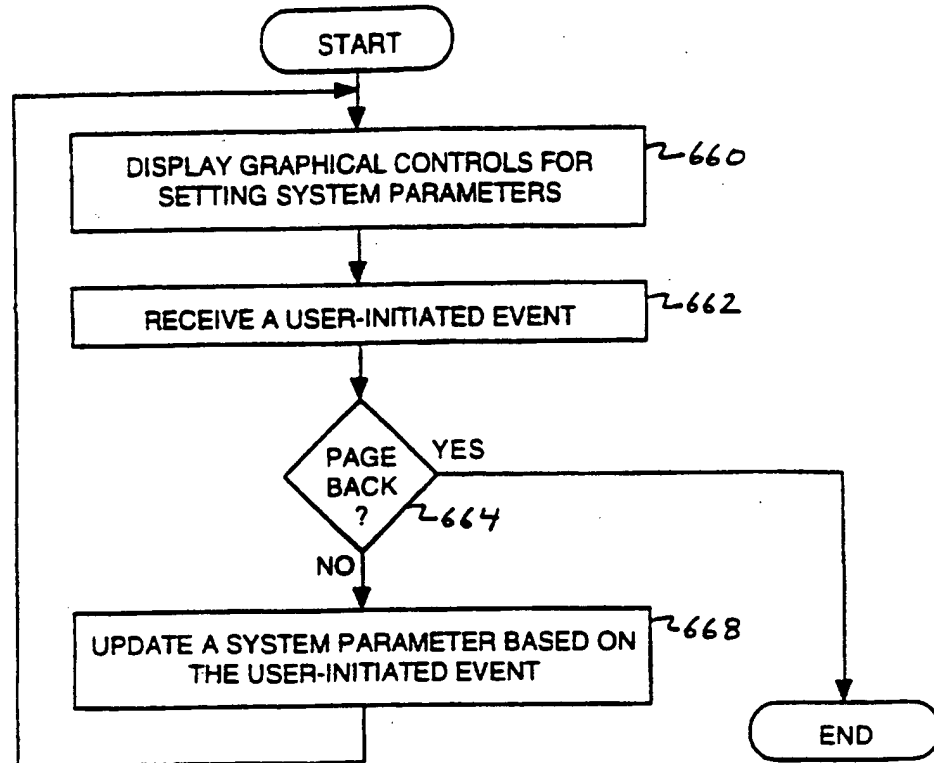 START
DISPLAY GRAPHICAL CONTROLS FOR
SETTING SYSTEM PARAMETERS
660
RECEIVE A USER-INITIATED EVENT
662
PAGE
BACK
?
YES
664
NO
UPDATE A SYSTEM PARAMETER BASED ON
THE USER-INITIATED EVENT
668
END